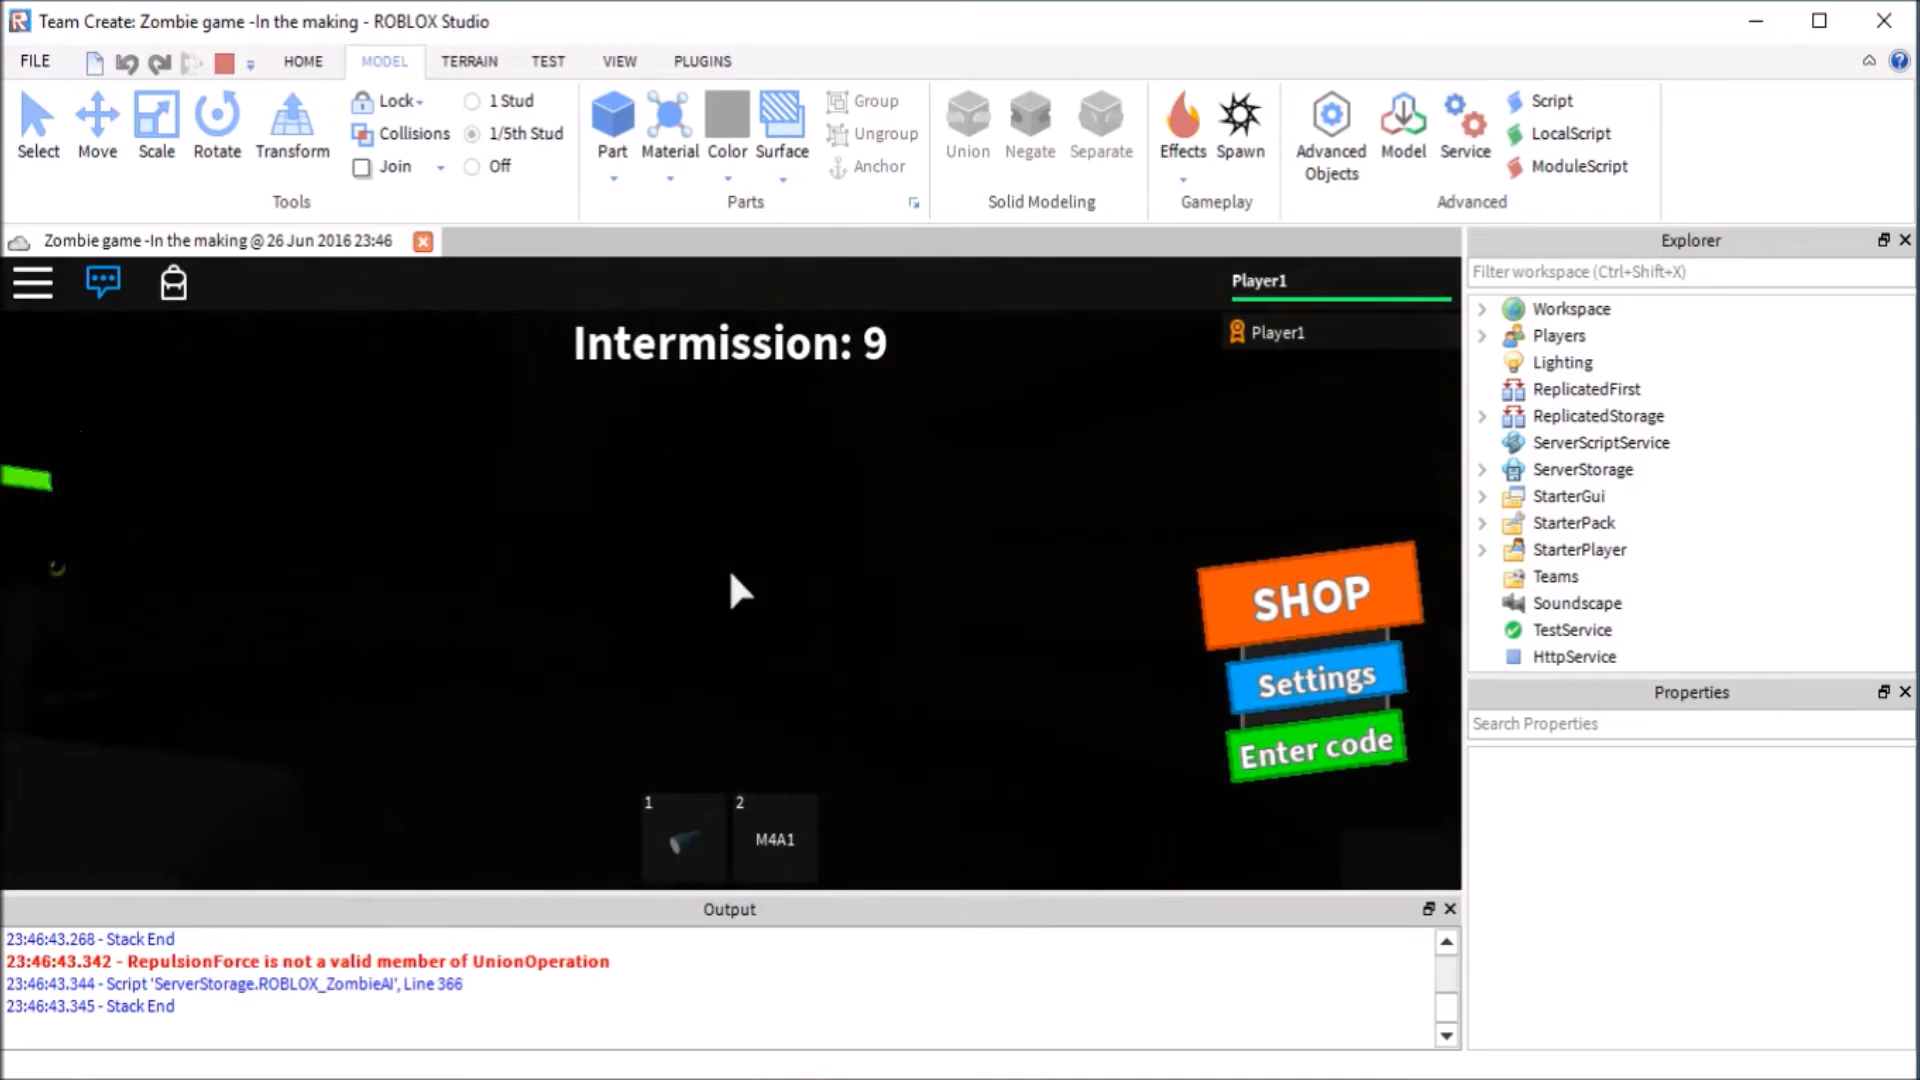 Team Create: Zombie game -In the making - ROBLOX Studio
FILE HOME MODEL TERRAIN TEST VIEW PLUGINS
Select Move Scale Rotate Transform
Lock
Collisions
Join
1 Stud
1/5th Stud
Off
Tools
Part Material Color Surface
Group
Ungroup
Anchor
Parts
Union Negate Separate
Solid Modeling
Effects Spawn
Gameplay
Advanced Objects
Model Service
Script
LocalScript
ModuleScript
Advanced
Zombie game -In the making @ 26 Jun 2016 23:46
Player1
Player1
Intermission: 9
SHOP
Settings
Enter code
1
2
M4A1
Explorer
Filter workspace (Ctrl+Shift+X)
Workspace
Players
Lighting
ReplicatedFirst
ReplicatedStorage
ServerScriptService
ServerStorage
StarterGui
StarterPack
StarterPlayer
Teams
Soundscape
TestService
HttpService
Properties
Search Properties
Output
23:46:43.268 - Stack End
23:46:43.342 - RepulsionForce is not a valid member of UnionOperation
23:46:43.344 - Script 'ServerStorage.ROBLOX_ZombieAI', Line 366
23:46:43.345 - Stack End